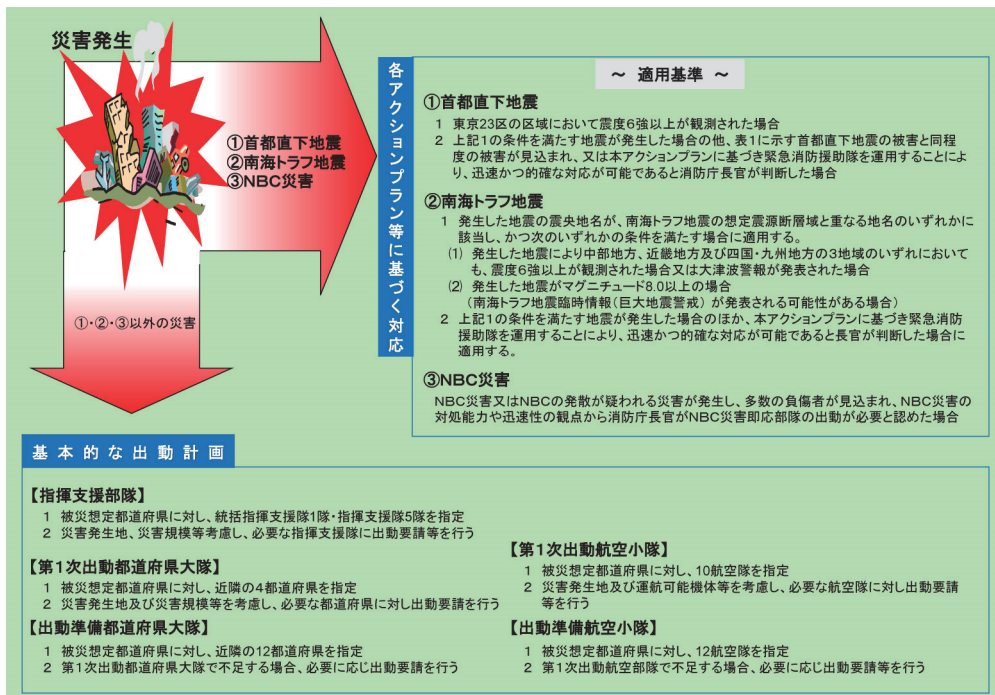 災害発生
①首都直下地震
②南海トラフ地震
③NBC災害
①・②・③以外の災害
各アクションプラン等に基づく対応
～ 適用基準 ～
①首都直下地震
1 東京23区の区域において震度6強以上が観測された場合
2 上記1の条件を満たす地震が発生した場合の他、表1に示す首都直下地震の被害と同程
度の被害が見込まれ、又は本アクションプランに基づき緊急消防援助隊を運用することによ
り、迅速かつ的確な対応が可能であると消防庁長官が判断した場合
②南海トラフ地震
1 発生した地震の震央地名が、南海トラフ地震の想定震源断層域と重なる地名のいずれかに
該当し、かつ次のいずれかの条件を満たす場合に適用する。
(1) 発生した地震により中部地方、近畿地方及び四国・九州地方の3地域のいずれにおいて
も、震度6強以上が観測された場合又は大津波警報が発表された場合
(2) 発生した地震がマグニチュード8.0以上の場合
（南海トラフ地震臨時情報（巨大地震警戒）が発表される可能性がある場合）
2 上記1の条件を満たす地震が発生した場合のほか、本アクションプランに基づき緊急消防
援助隊を運用することにより、迅速かつ的確な対応が可能であると長官が判断した場合に
適用する。
③NBC災害
NBC災害又はNBCの発散が疑われる災害が発生し、多数の負傷者が見込まれ、NBC災害の
対処能力や迅速性の観点から消防庁長官がNBC災害即応部隊の出動が必要と認めた場合
基本的な出動計画
【指揮支援部隊】
1 被災想定都道府県に対し、統括指揮支援隊1隊・指揮支援隊5隊を指定
2 災害発生地、災害規模等考慮し、必要な指揮支援隊に出動要請等を行う
【第1次出動都道府県大隊】
1 被災想定都道府県に対し、近隣の4都道府県を指定
2 災害発生地及び災害規模等を考慮し、必要な都道府県に対し出動要請を行う
【出動準備都道府県大隊】
1 被災想定都道府県に対し、近隣の12都道府県を指定
2 第1次出動都道府県大隊で不足する場合、必要に応じ出動要請を行う
【第1次出動航空小隊】
1 被災想定都道府県に対し、10航空隊を指定
2 災害発生地及び運航可能機体等を考慮し、必要な航空隊に対し出動要請
等を行う
【出動準備航空小隊】
1 被災想定都道府県に対し、12航空隊を指定
2 第1次出動航空部隊で不足する場合、必要に応じ出動要請等を行う